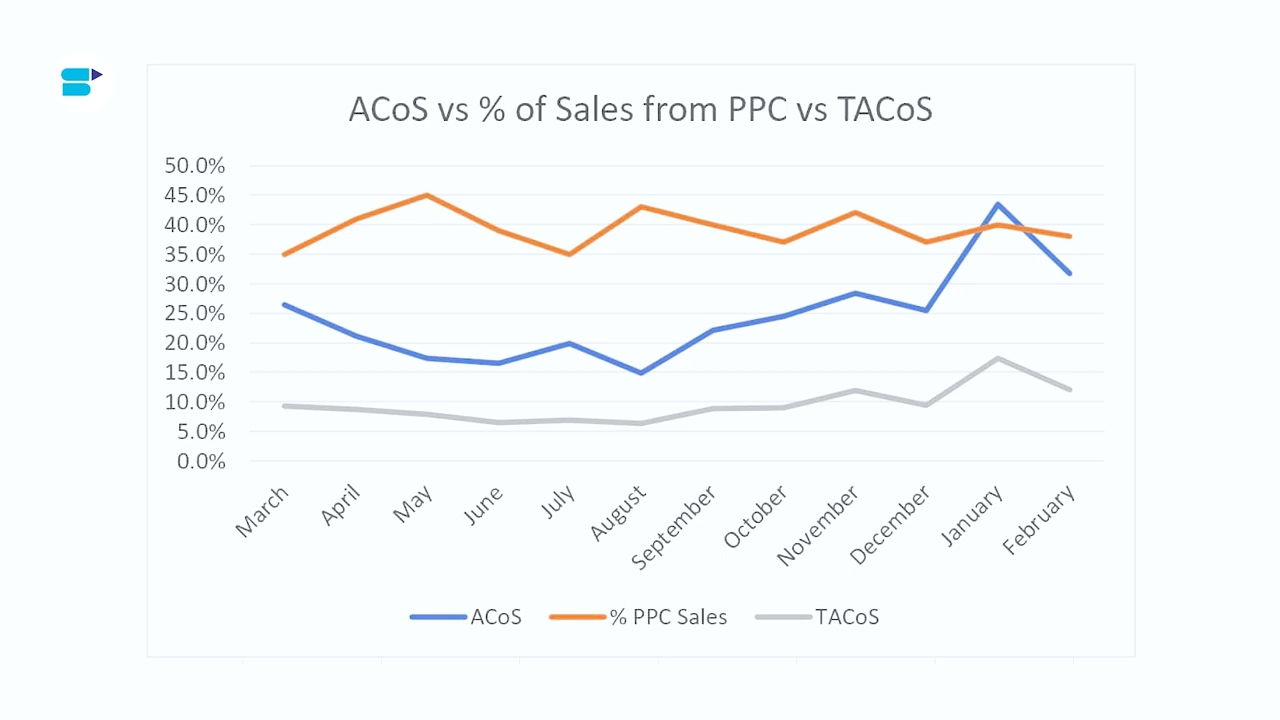 ACoS vs % of Sales from PPC vs TACoS
50.0%
45.0%
40.0%
35.0%
30.0%
25.0%
20.0%
15.0%
10.0%
5.0%
0.0%
March
April
May
June
July
August
September
October
November
December
January
February
ACoS
% PPC Sales
TACoS